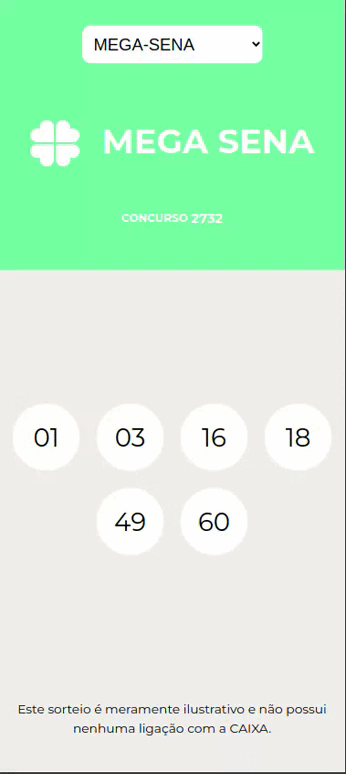 MEGA-SENA
MEGA SENA
CONCURSO 2732
01 03 16 18
49 60
Este sorteio é meramente ilustrativo e não possui
nenhuma ligação com a CAIXA.